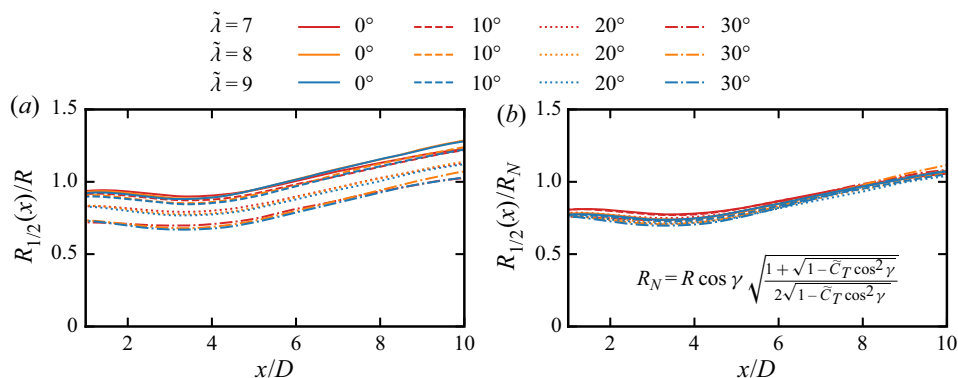 λ̃ = 7 0° 10° 20° 30°
λ̃ = 8 0° 10° 20° 30°
λ̃ = 9 0° 10° 20° 30°
(a)
1.5
1.0
0.5
0
R1/2(x)/R
2 4 6 8 10
x/D
(b)
1.5
1.0
0.5
0
R1/2(x)/RN
RN = R cos γ √((1 + √(1 − C̃T cos² γ)) / (2√(1 − C̃T cos² γ)))
2 4 6 8 10
x/D